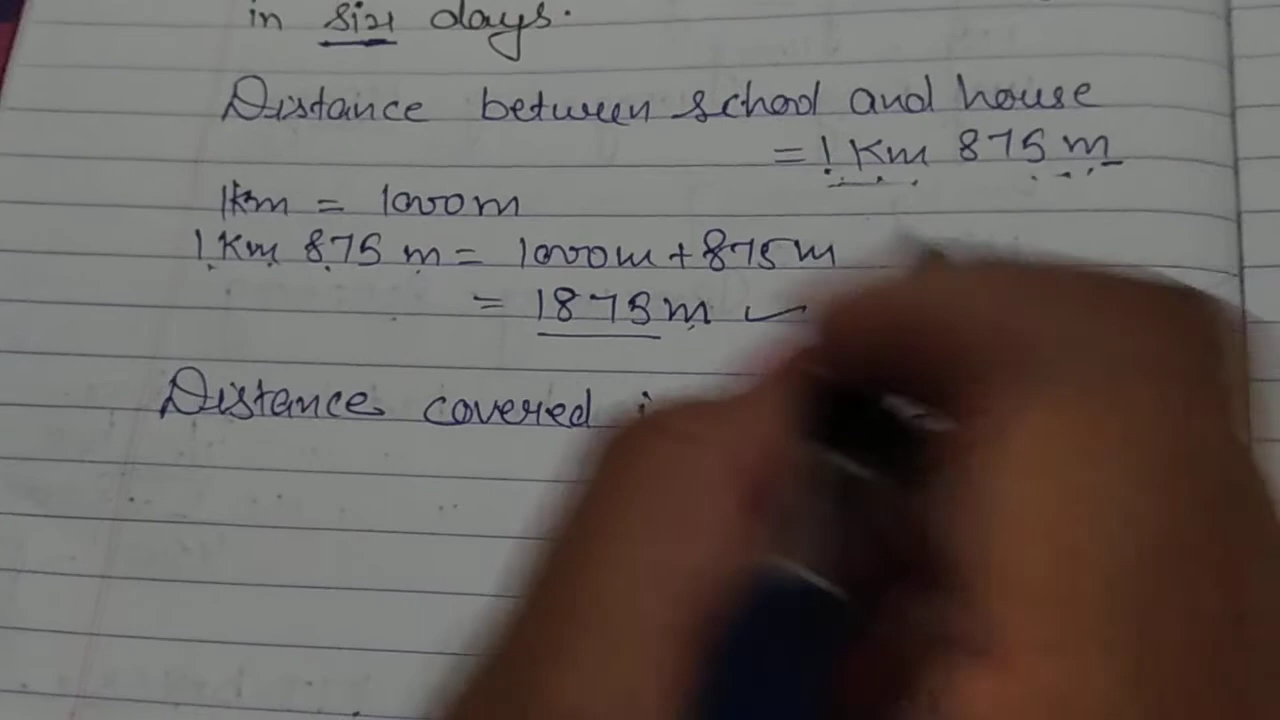 in six days.
Distance between school and house
= 1 Km 875 m
1km = 1000m
1 Km 875 m = 1000m + 875m
= 1875m
Distance covered